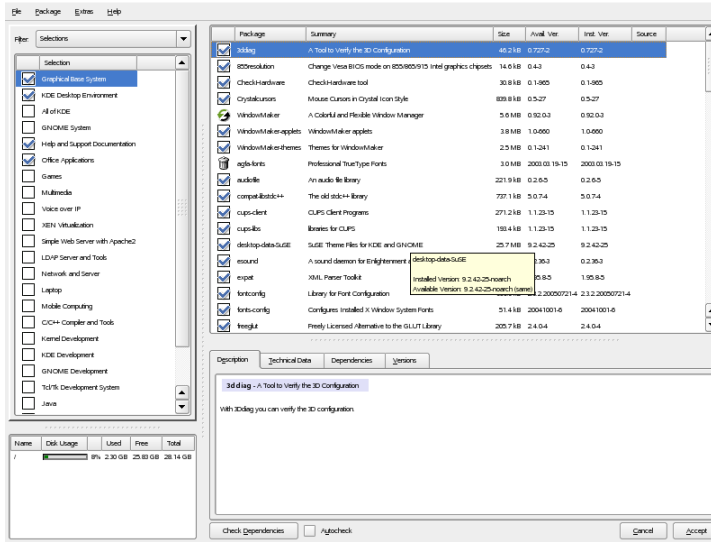 File Package Extras Help
Filter Selections
Selection
Graphical Base System
KDE Desktop Environment
All of KDE
GNOME System
Help and Support Documentation
Office Applications
Games
Multimedia
Voice over IP
XEN Virtualization
Simple Web Server with Apache2
LDAP Server and Tools
Network and Server
Laptop
Mobile Computing
C/C++ Compiler and Tools
Kernel Development
KDE Development
GNOME Development
Tcl/Tk Development System
Java
Name Disk Usage Used Free Total
/ 8% 2.30 GB 25.83 GB 28.14 GB
Package Summary Size Avail. Ver. Inst. Ver. Source
3ddiag A Tool to Verify the 3D Configuration 46.2 kB 0.727-2 0.727-2
855resolution Change Vesa BIOS mode on 855/865/915 Intel graphics chipsets 14.6 kB 0.4-3 0.4-3
CheckHardware CheckHardware tool 30.8 kB 0.1-965 0.1-965
Crystalcursors Mouse Cursors in Crystal Icon Style 809.8 kB 0.5-27 0.5-27
WindowMaker A Colorful and Flexible Window Manager 5.6 MB 0.92.0-3 0.92.0-3
WindowMaker-applets WindowMaker applets 3.8 MB 1.0-660 1.0-660
WindowMaker-themes Themes for WindowMaker 2.5 MB 0.1-241 0.1-241
agfa-fonts Professional TrueType Fonts 3.0 MB 2003.03.19-15 2003.03.19-15
audiofile An audio file library 221.9 kB 0.2.6-5 0.2.6-5
compat-libstdc++ The old stdc++ library 737.1 kB 5.0.7-4 5.0.7-4
cups-client CUPS Client Programs 271.2 kB 1.1.23-15 1.1.23-15
cups-libs libraries for CUPS 193.4 kB 1.1.23-15 1.1.23-15
desktop-data-SuSE SuSE Theme Files for KDE and GNOME 25.7 MB 9.2.42-25 9.2.42-25
esound A sound daemon for Enlightenment 0.2.36-3
expat XML Parser Toolkit 1.95.8-5
fontconfig Library for Font Configuration 2.3.2.20050721-4
fonts-config Configures Installed X Window System Fonts 51.4 kB 20041001-6 20041001-6
freeglut Freely Licensed Alternative to the GLUT Library 205.7 kB 2.4.0-4 2.4.0-4
desktop-data-SuSE
Installed Version: 9.2.42-25-noarch
Available Version: 9.2.42-25-noarch (same)
Description Technical Data Dependencies Versions
3ddiag - A Tool to Verify the 3D Configuration
With 3Ddiag you can verify the 3D configuration.
Check Dependencies Autocheck Cancel Accept